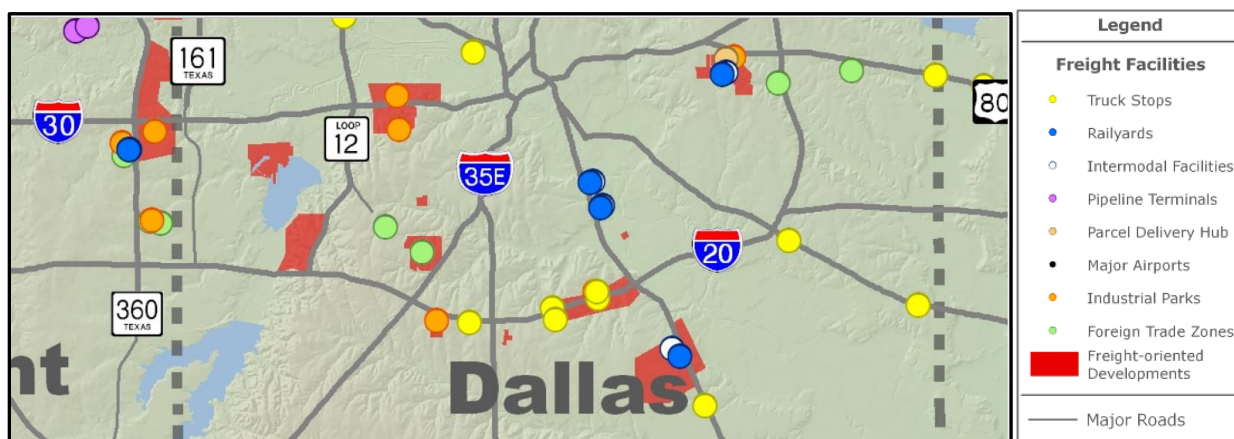 161
TEXAS
30
LOOP
12
35E
80
20
360
TEXAS
nt
Dallas
Legend
Freight Facilities
Truck Stops
Railyards
Intermodal Facilities
Pipeline Terminals
Parcel Delivery Hub
Major Airports
Industrial Parks
Foreign Trade Zones
Freight-oriented
Developments
Major Roads